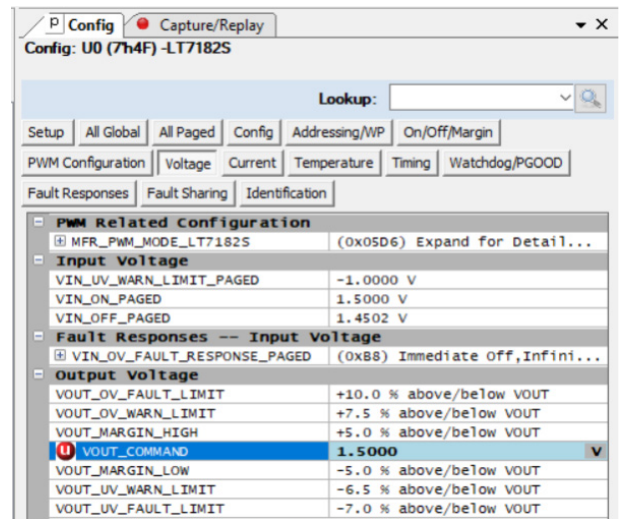 P Config Capture/Replay
Config: U0 (7'h4F) -LT7182S
Lookup:
Setup All Global All Paged Config Addressing/WP On/Off/Margin
PWM Configuration Voltage Current Temperature Timing Watchdog/PGOOD
Fault Responses Fault Sharing Identification
PWM Related Configuration
MFR_PWM_MODE_LT7182S (0x05D6) Expand for Detail...
Input Voltage
VIN_UV_WARN_LIMIT_PAGED -1.0000 V
VIN_ON_PAGED 1.5000 V
VIN_OFF_PAGED 1.4502 V
Fault Responses -- Input Voltage
VIN_OV_FAULT_RESPONSE_PAGED (0xB8) Immediate Off,Infini...
Output Voltage
VOUT_OV_FAULT_LIMIT +10.0 % above/below VOUT
VOUT_OV_WARN_LIMIT +7.5 % above/below VOUT
VOUT_MARGIN_HIGH +5.0 % above/below VOUT
U VOUT_COMMAND 1.5000 V
VOUT_MARGIN_LOW -5.0 % above/below VOUT
VOUT_UV_WARN_LIMIT -6.5 % above/below VOUT
VOUT_UV_FAULT_LIMIT -7.0 % above/below VOUT